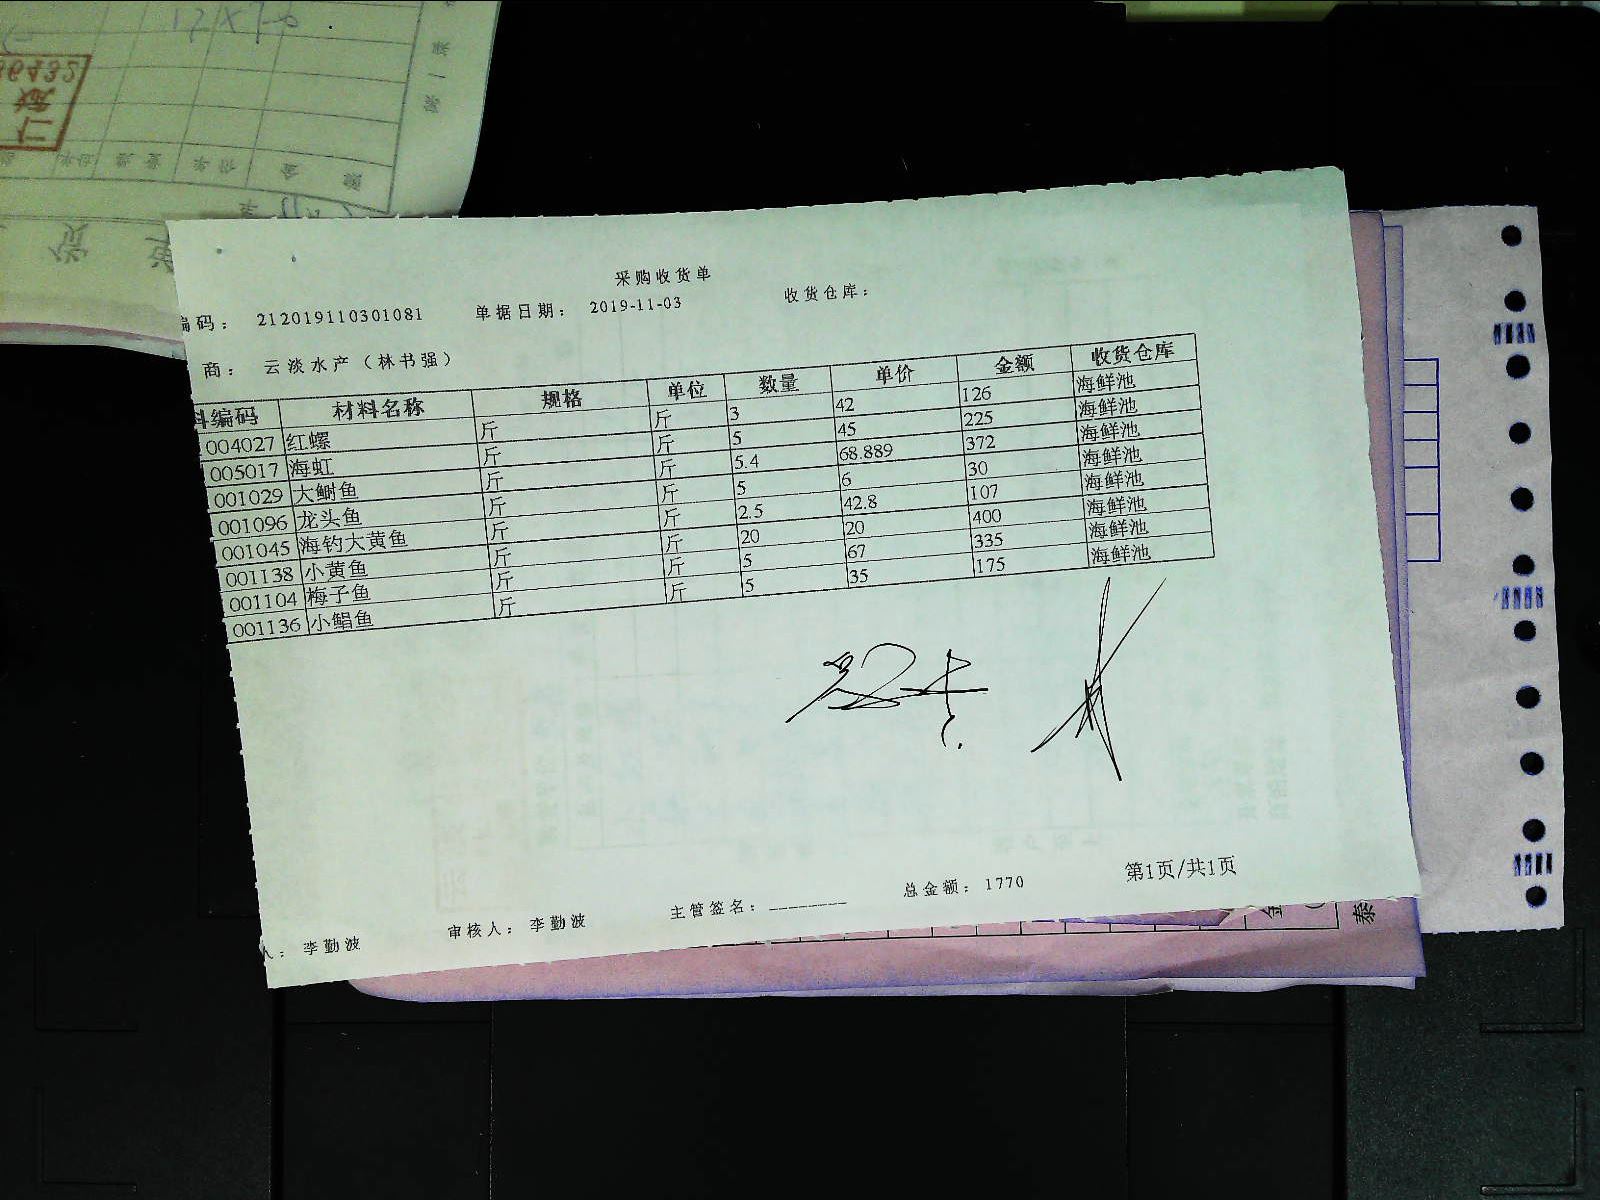 12×70
36432
采购收货单
编码： 212019110301081 单据日期： 2019-11-03 收货仓库：
商： 云淡水产（林书强）
料编码 材料名称 规格 单位 数量 单价 金额 收货仓库
004027 红螺 斤 斤 3 42 126 海鲜池
005017 海虹 斤 斤 5 45 225 海鲜池
001029 大鲥鱼 斤 斤 5.4 68.889 372 海鲜池
001096 龙头鱼 斤 斤 5 6 30 海鲜池
001045 海钓大黄鱼 斤 斤 2.5 42.8 107 海鲜池
001138 小黄鱼 斤 斤 20 20 400 海鲜池
001104 梅子鱼 斤 斤 5 67 335 海鲜池
001136 小鲳鱼 斤 斤 5 35 175 海鲜池
人： 李勤波 审核人： 李勤波 主管签名： 总金额： 1770 第1页/共1页
金
泰